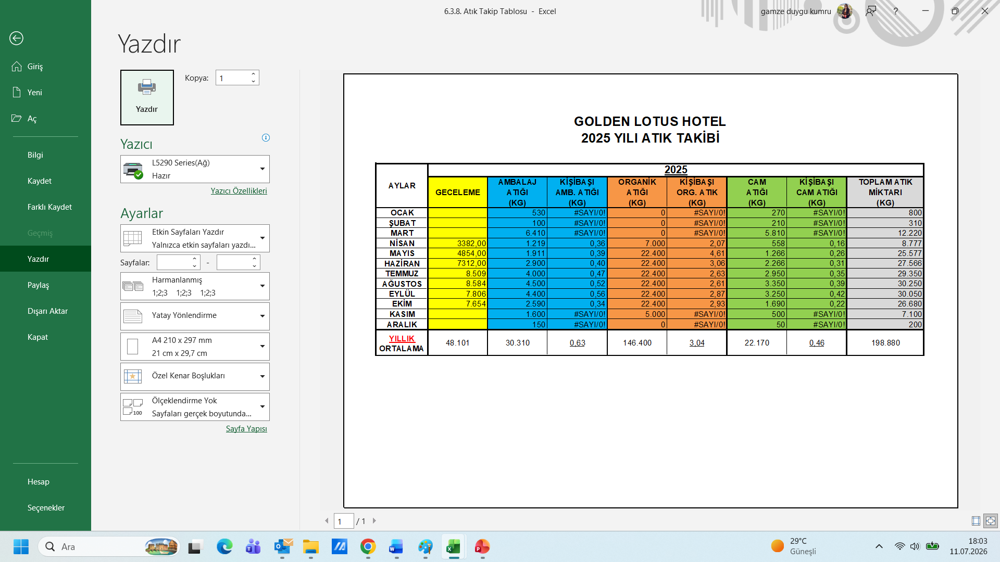 6.3.8. Atık Takip Tablosu - Excel
gamze duygu kumru
?
Yazdır
Giriş
Yeni
Aç
Bilgi
Kaydet
Farklı Kaydet
Geçmiş
Yazdır
Paylaş
Dışarı Aktar
Kapat
Hesap
Seçenekler
Yazdır
Kopya: 1
Yazıcı
L5290 Series(Ağ)
Hazır
Yazıcı Özellikleri
Ayarlar
Etkin Sayfaları Yazdır
Yalnızca etkin sayfaları yazdı...
Sayfalar: -
Harmanlanmış
1;2;3 1;2;3 1;2;3
Yatay Yönlendirme
A4 210 x 297 mm
21 cm x 29,7 cm
Özel Kenar Boşlukları
Ölçeklendirme Yok
100 Sayfaları gerçek boyutunda...
Sayfa Yapısı
GOLDEN LOTUS HOTEL
2025 YILI ATIK TAKİBİ
2025
AYLAR GECELEME AMBALAJ ATIĞI (KG) KİŞİBAŞI AMB. ATIĞI (KG) ORGANİK ATIĞI (KG) KİŞİBAŞI ORG. ATIK (KG) CAM ATIĞI (KG) KİŞİBAŞI CAM ATIĞI (KG) TOPLAM ATIK MİKTARI (KG)
OCAK 530 #SAYI/0! 0 #SAYI/0! 270 #SAYI/0! 800
ŞUBAT 100 #SAYI/0! 0 #SAYI/0! 210 #SAYI/0! 310
MART 6.410 #SAYI/0! 0 #SAYI/0! 5.810 #SAYI/0! 12.220
NİSAN 3382,00 1.219 0,36 7.000 2,07 558 0,16 8.777
MAYIS 4854,00 1.911 0,39 22.400 4,61 1.266 0,26 25.577
HAZİRAN 7312,00 2.900 0,40 22.400 3,06 2.266 0,31 27.566
TEMMUZ 8.509 4.000 0,47 22.400 2,63 2.950 0,35 29.350
AĞUSTOS 8.584 4.500 0,52 22.400 2,61 3.350 0,39 30.250
EYLÜL 7.806 4.400 0,56 22.400 2,87 3.250 0,42 30.050
EKİM 7.654 2.590 0,34 22.400 2,93 1.690 0,22 26.680
KASIM 1.600 #SAYI/0! 5.000 #SAYI/0! 500 #SAYI/0! 7.100
ARALIK 150 #SAYI/0! 0 #SAYI/0! 50 #SAYI/0! 200
YILLIK ORTALAMA 48.101 30.310 0,63 146.400 3,04 22.170 0,46 198.880
1 / 1
Ara
29°C
Güneşli
18:03
11.07.2026